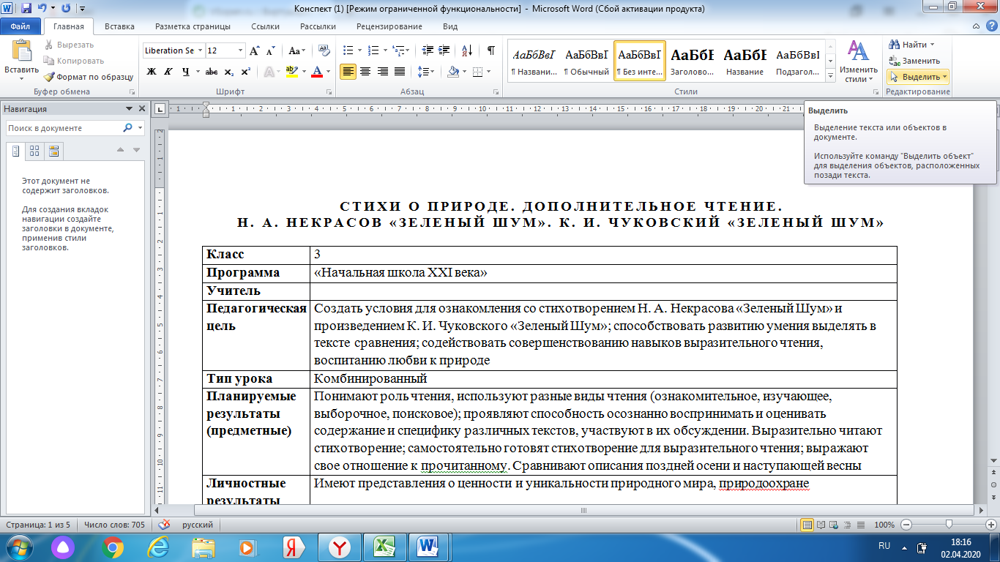 Конспект (1) [Режим ограниченной функциональности] - Microsoft Word (Сбой активации продукта)
Файл Главная Вставка Разметка страницы Ссылки Рассылки Рецензирование Вид
Вставить
Вырезать
Копировать
Формат по образцу
Буфер обмена
Liberation Se 12
Ж К Ч abc x₂ x²
Шрифт
Абзац
АаБбВвГ АаБбВвГ АаБбВвГ АаБбЕ АаБбВ АаБбВвГ
¶ Названи... ¶ Обычный ¶ Без инте... Заголово... Название Подзагол...
Стили
Изменить стили
Найти
Заменить
Выделить
Редактирование
Навигация
Поиск в документе
Этот документ не
содержит заголовков.
Для создания вкладок
навигации создайте
заголовки в документе,
применив стили
заголовков.
Выделить
Выделение текста или объектов в
документе.
Используйте команду "Выделить объект"
для выделения объектов, расположенных
позади текста.
СТИХИ О ПРИРОДЕ. ДОПОЛНИТЕЛЬНОЕ ЧТЕНИЕ.
Н. А. НЕКРАСОВ «ЗЕЛЕНЫЙ ШУМ». К. И. ЧУКОВСКИЙ «ЗЕЛЕНЫЙ ШУМ»
Класс 3
Программа «Начальная школа XXI века»
Учитель
Педагогическая цель
Создать условия для ознакомления со стихотворением Н. А. Некрасова «Зеленый Шум» и
произведением К. И. Чуковского «Зеленый Шум»; способствовать развитию умения выделять в
тексте сравнения; содействовать совершенствованию навыков выразительного чтения,
воспитанию любви к природе
Тип урока Комбинированный
Планируемые
результаты
(предметные)
Понимают роль чтения, используют разные виды чтения (ознакомительное, изучающее,
выборочное, поисковое); проявляют способность осознанно воспринимать и оценивать
содержание и специфику различных текстов, участвуют в их обсуждении. Выразительно читают
стихотворение; самостоятельно готовят стихотворение для выразительного чтения; выражают
свое отношение к прочитанному. Сравнивают описания поздней осени и наступающей весны
Личностные
результаты
Имеют представления о ценности и уникальности природного мира, природоохране
Страница: 1 из 5 Число слов: 705 русский 100%
RU
18:16
02.04.2020